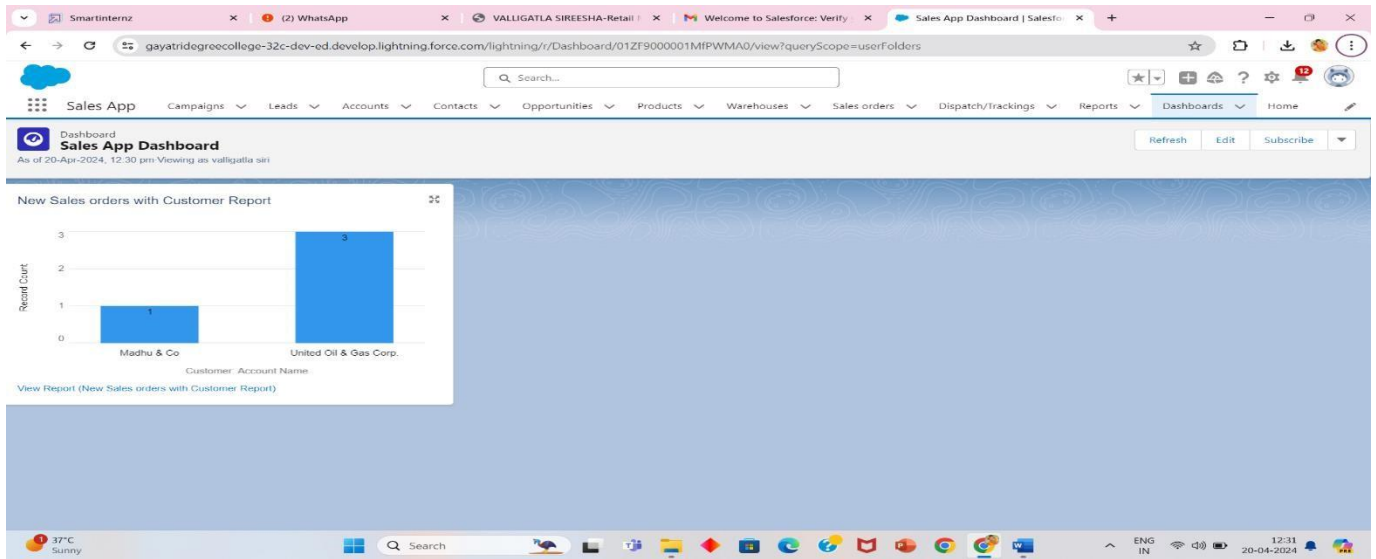 Smartinternz
(2) WhatsApp
VALLIGATLA SIREESHA-Retail
Welcome to Salesforce: Verify
Sales App Dashboard | Salesfo
gayatridegreecollege-32c-dev-ed.develop.lightning.force.com/lightning/r/Dashboard/01ZF9000001MfPWMA0/view?queryScope=userFolders
Search...
12
Sales App Campaigns Leads Accounts Contacts Opportunities Products Warehouses Sales orders Dispatch/Trackings Reports Dashboards Home
Dashboard
Sales App Dashboard
As of 20-Apr-2024, 12:30 pm·Viewing as valligatla siri
Refresh Edit Subscribe
New Sales orders with Customer Report
Record Count
3
2
1
0
1
3
Madhu & Co
United Oil & Gas Corp.
Customer: Account Name
View Report (New Sales orders with Customer Report)
1
37°C
Sunny
Search
ENG
IN
12:31
20-04-2024